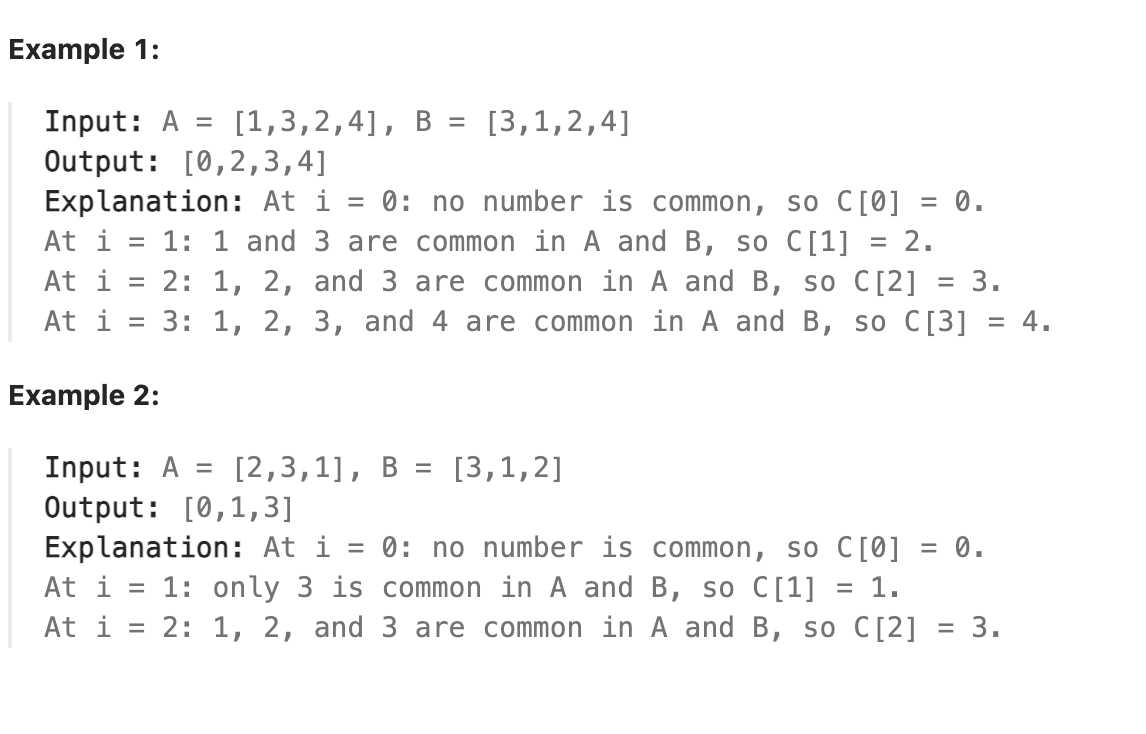 Example 1:
Input: A = [1,3,2,4], B = [3,1,2,4]
Output: [0,2,3,4]
Explanation: At i = 0: no number is common, so C[0] = 0.
At i = 1: 1 and 3 are common in A and B, so C[1] = 2.
At i = 2: 1, 2, and 3 are common in A and B, so C[2] = 3.
At i = 3: 1, 2, 3, and 4 are common in A and B, so C[3] = 4.
Example 2:
Input: A = [2,3,1], B = [3,1,2]
Output: [0,1,3]
Explanation: At i = 0: no number is common, so C[0] = 0.
At i = 1: only 3 is common in A and B, so C[1] = 1.
At i = 2: 1, 2, and 3 are common in A and B, so C[2] = 3.